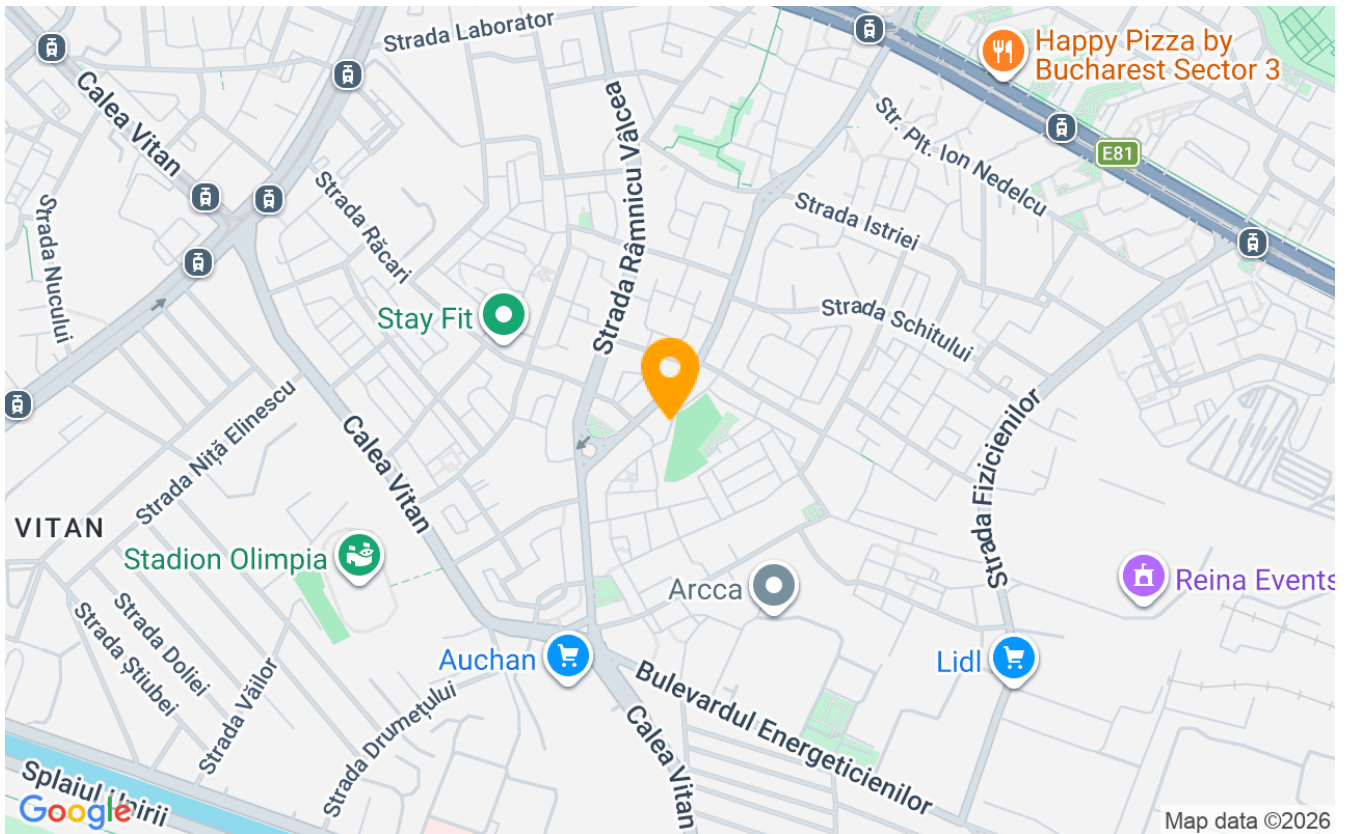 Strada Laborator
Happy Pizza by
Bucharest Sector 3
Calea Vitan
Strada Râmnicu Vâlcea
Str. Plt. Ion Nedelcu
E81
Strada Răcari
Strada Nucului
Strada Istriei
Stay Fit
Strada Schitului
Strada Niță Elinescu
Calea Vitan
Strada Fizicienilor
VITAN
Stadion Olimpia
Arcca
Reina Events
Strada Doliei
Strada Știubei
Strada Văilor
Auchan
Lidl
Strada Drumețului
Bulevardul Energeticienilor
Calea Vitan
Splaiul Unirii
Google
Map data ©2026